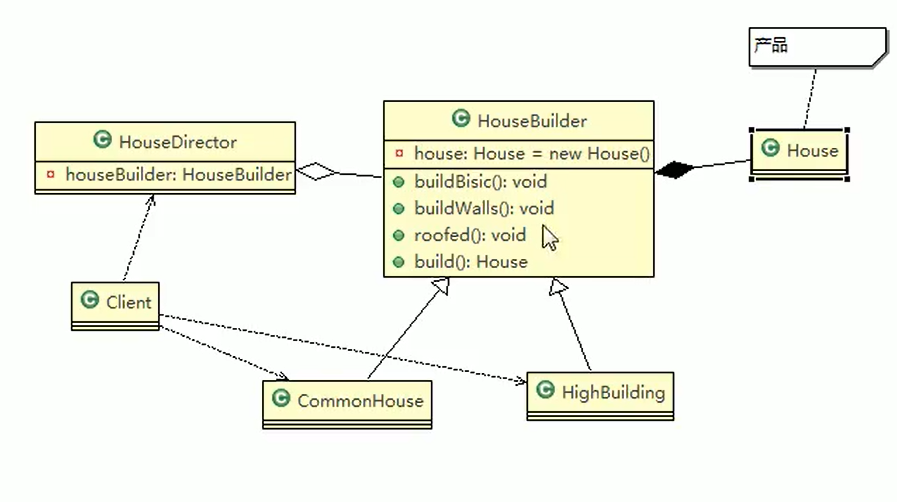 产品
HouseBuilder
house: House = new House()
buildBisic(): void
buildWalls(): void
roofed(): void
build(): House
House
HouseDirector
houseBuilder: HouseBuilder
Client
CommonHouse
HighBuilding